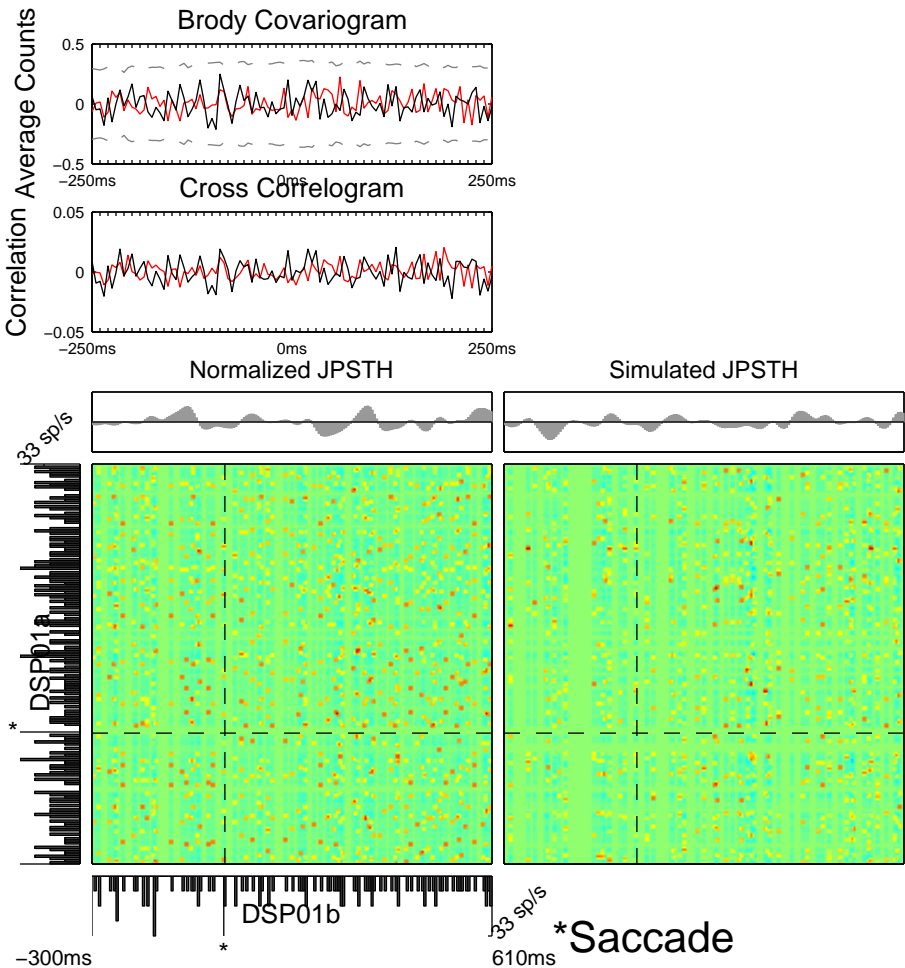 Brody Covariogram
Average Counts
0.5
0
−0.5
−250ms
0ms
250ms
Cross Correlogram
Correlation
0.05
0
−0.05
−250ms
0ms
250ms
Normalized JPSTH
Simulated JPSTH
33 sp/s
DSP01a
*
DSP01b
*
33 sp/s
*Saccade
−300ms
610ms